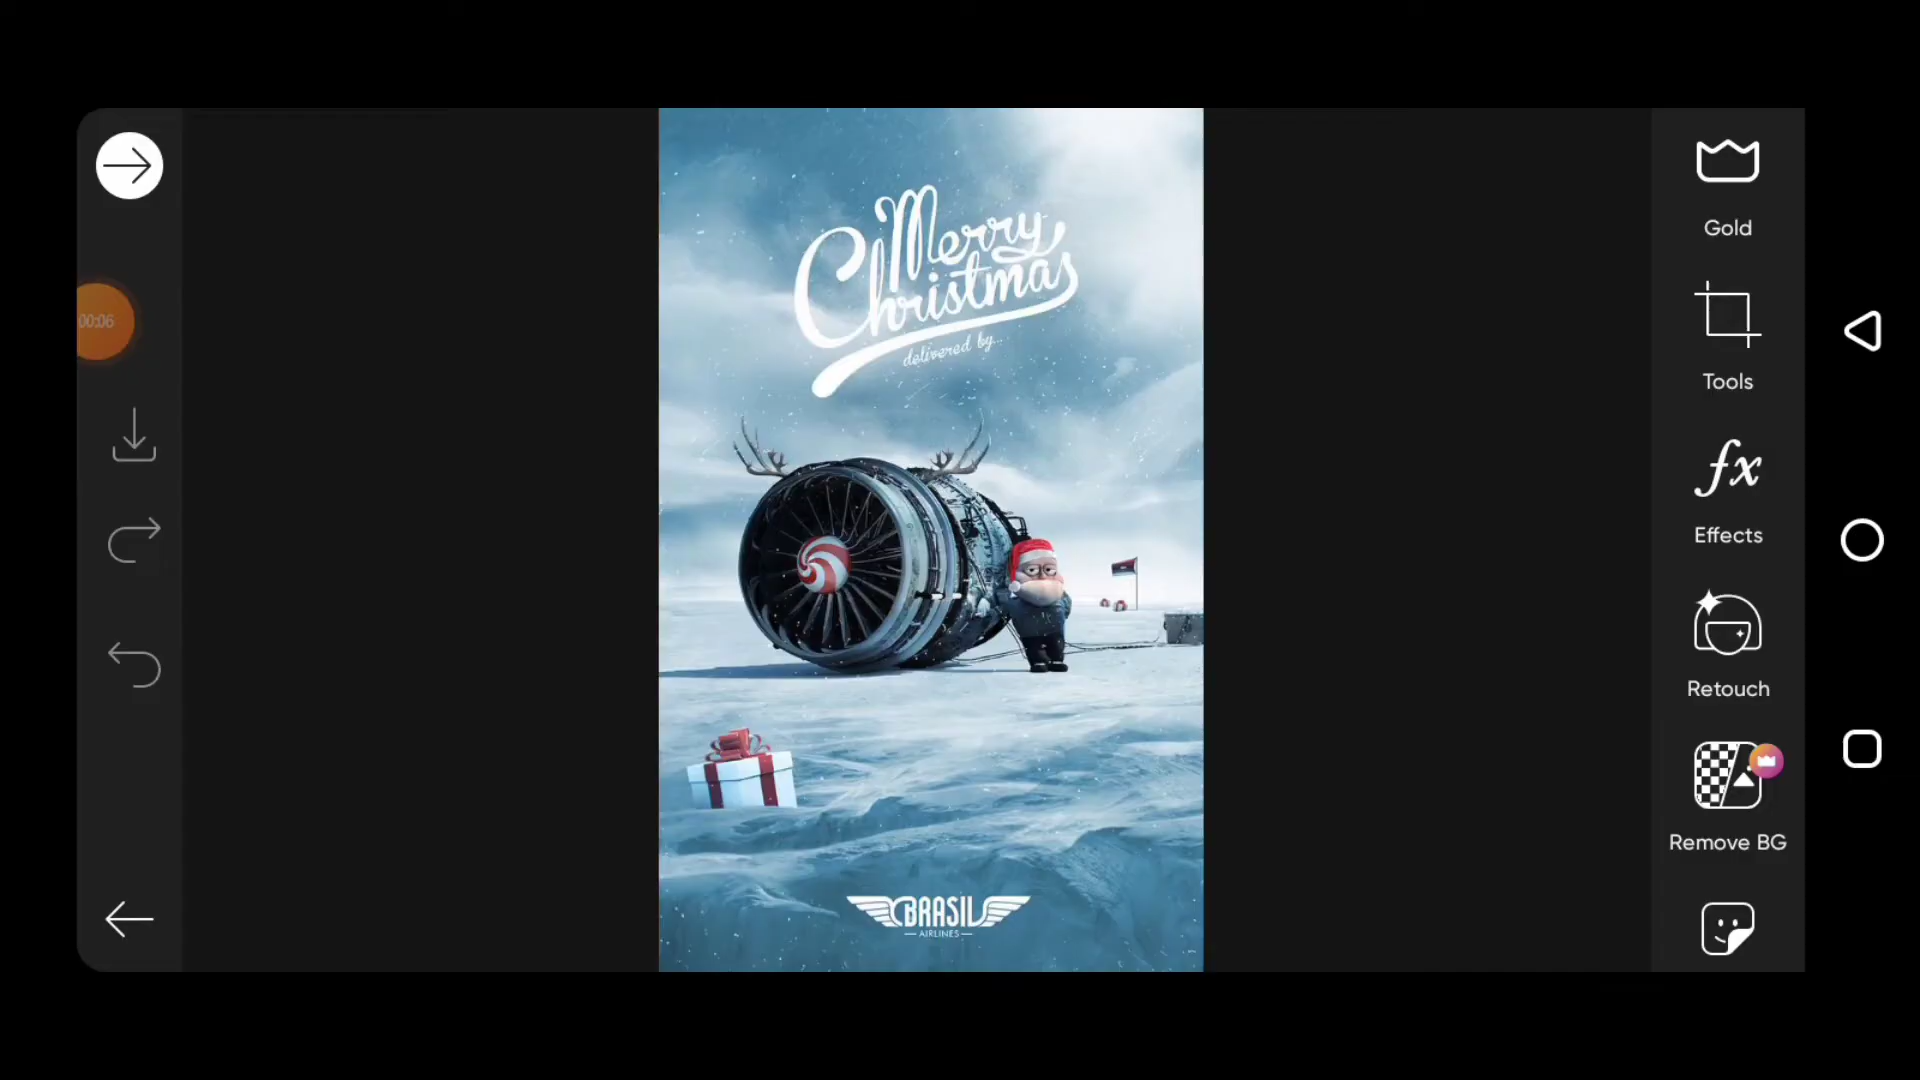 Gold
00:06
Tools
Effects
Retouch
Remove BG
Merry
Christmas
delivered by...
BRASIL
AIRLINES